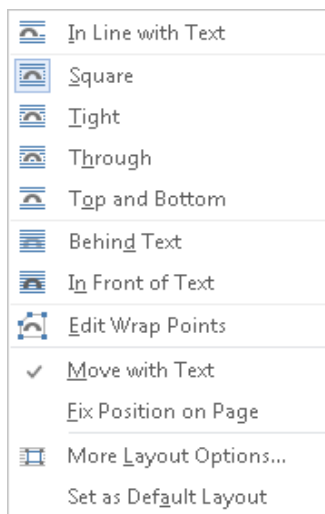 In Line with Text
Square
Tight
Through
Top and Bottom
Behind Text
In Front of Text
Edit Wrap Points
Move with Text
Fix Position on Page
More Layout Options...
Set as Default Layout